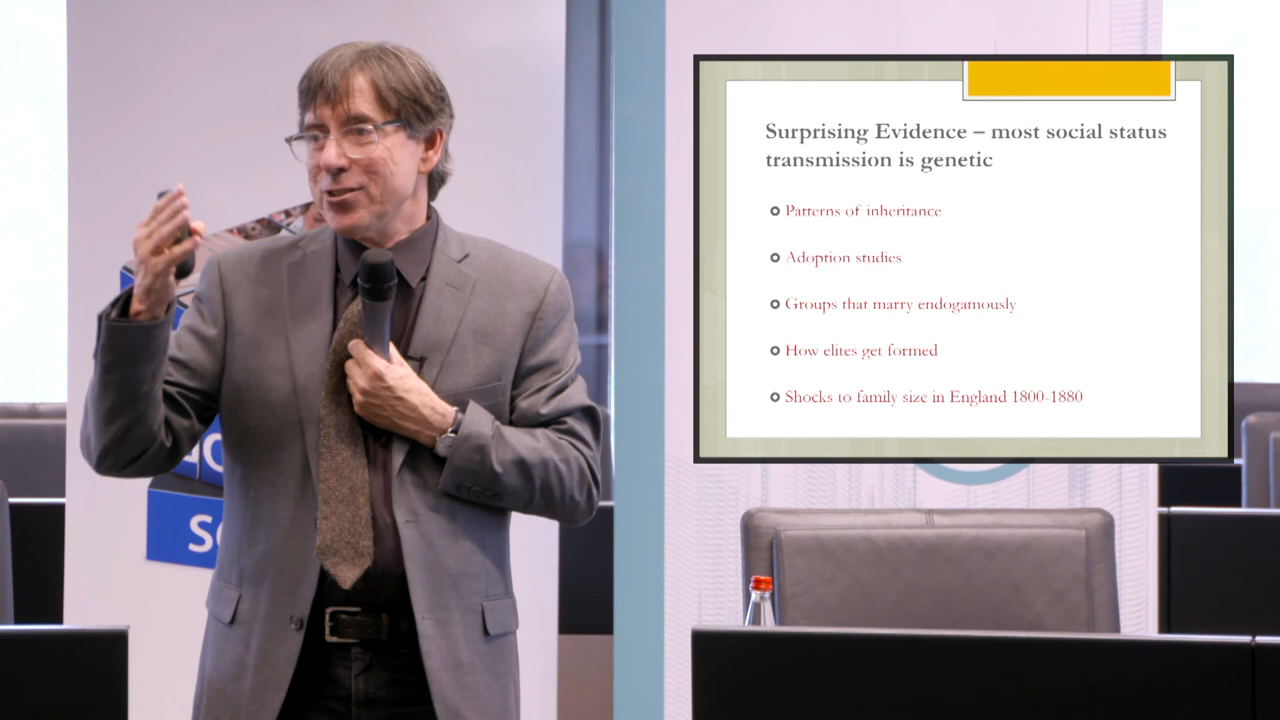 Surprising Evidence – most social status
transmission is genetic
Patterns of inheritance
Adoption studies
Groups that marry endogamously
How elites get formed
Shocks to family size in England 1800-1880